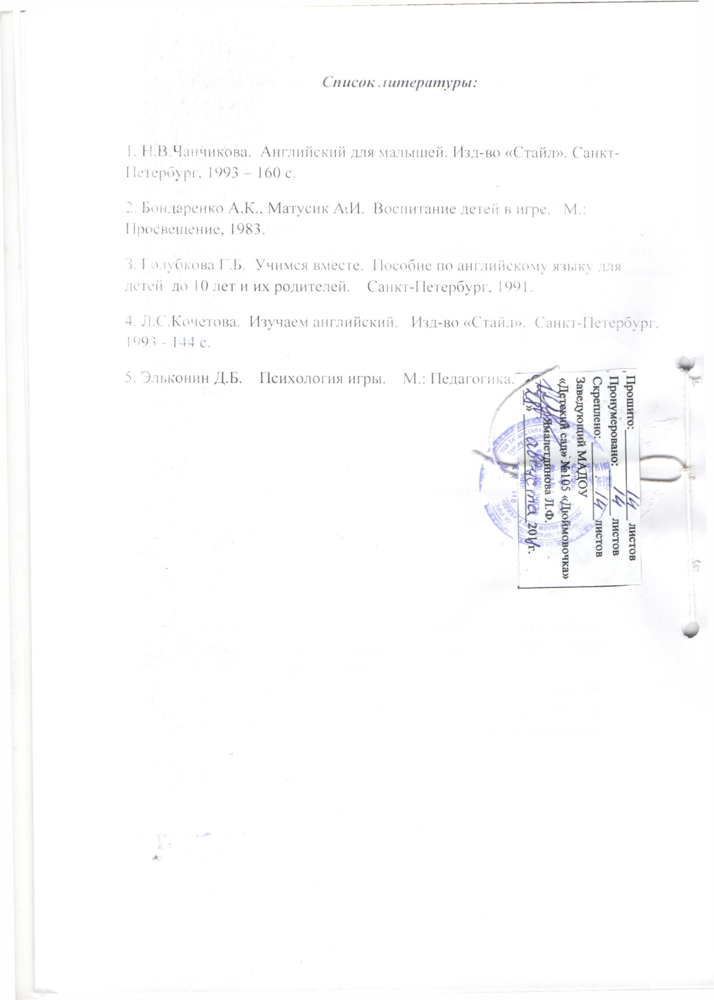 Список литературы:
1. Н.В.Чанчикова. Английский для малышей. Изд-во «Стайл». Санкт-
Петербург, 1993 – 160 с.
2. Бондаренко А.К., Матусик А.И. Воспитание детей в игре. М.:
Просвещение, 1983.
3. Голубкова Г.Б. Учимся вместе. Пособие по английскому языку для
детей до 10 лет и их родителей. Санкт-Петербург, 1991.
4. Л.С.Кочетова. Изучаем английский. Изд-во «Стайл». Санкт-Петербург,
1993 - 144 с.
5. Эльконин Д.Б. Психология игры. М.: Педагогика.
Прошито: 14 листов
Пронумеровано: 14 листов
Скреплено: 14 листов
Заведующий МАДОУ
«Детский сад» №105 «Дюймовочка»
Ямалетдинова Л.Ф.
» августа г.